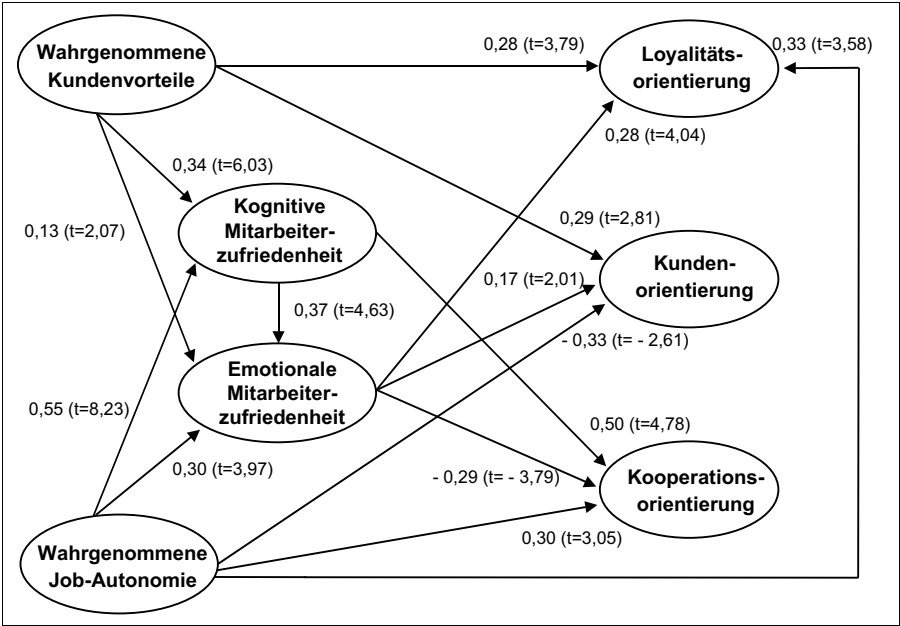 Wahrgenommene
Kundenvorteile
0,28 (t=3,79)
Loyalitäts-
orientierung
0,33 (t=3,58)
0,28 (t=4,04)
0,34 (t=6,03)
Kognitive
Mitarbeiter-
zufriedenheit
0,13 (t=2,07)
0,29 (t=2,81)
Kunden-
orientierung
0,17 (t=2,01)
0,37 (t=4,63)
- 0,33 (t= - 2,61)
Emotionale
Mitarbeiter-
zufriedenheit
0,55 (t=8,23)
0,50 (t=4,78)
0,30 (t=3,97)
- 0,29 (t= - 3,79)
Kooperations-
orientierung
0,30 (t=3,05)
Wahrgenommene
Job-Autonomie